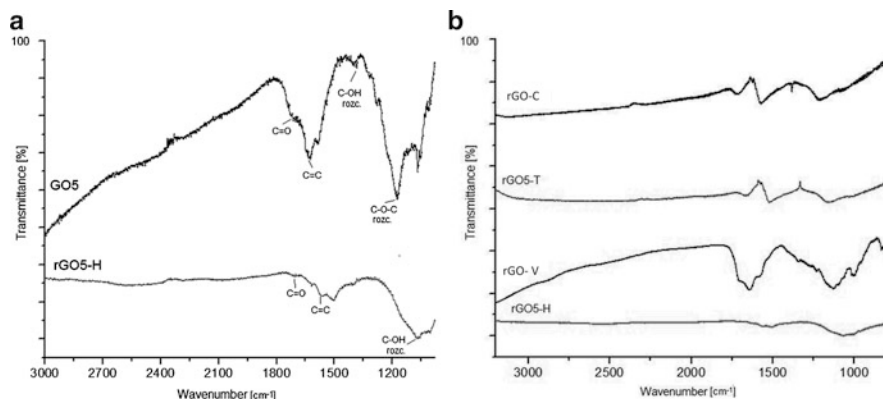 a
100
Transmittance [%]
GO5
C=O
C=C
C-OH
rozc.
C-O-C
rozc.
rGO5-H
C=O
C=C
C-OH
rozc.
3000 2700 2400 2100 1800 1500 1200
Wavenumber [cm-1]
b
100
Transmittance [%]
rGO-C
rGO5-T
rGO- V
rGO5-H
3000 2500 2000 1500 1000
Wavenumber [cm-1]